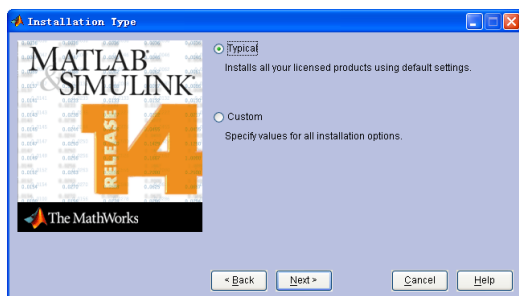 Installation Type
MATLAB
& SIMULINK
RELEASE
14
The MathWorks
Typical
Installs all your licensed products using default settings.
Custom
Specify values for all installation options.
< Back
Next >
Cancel
Help